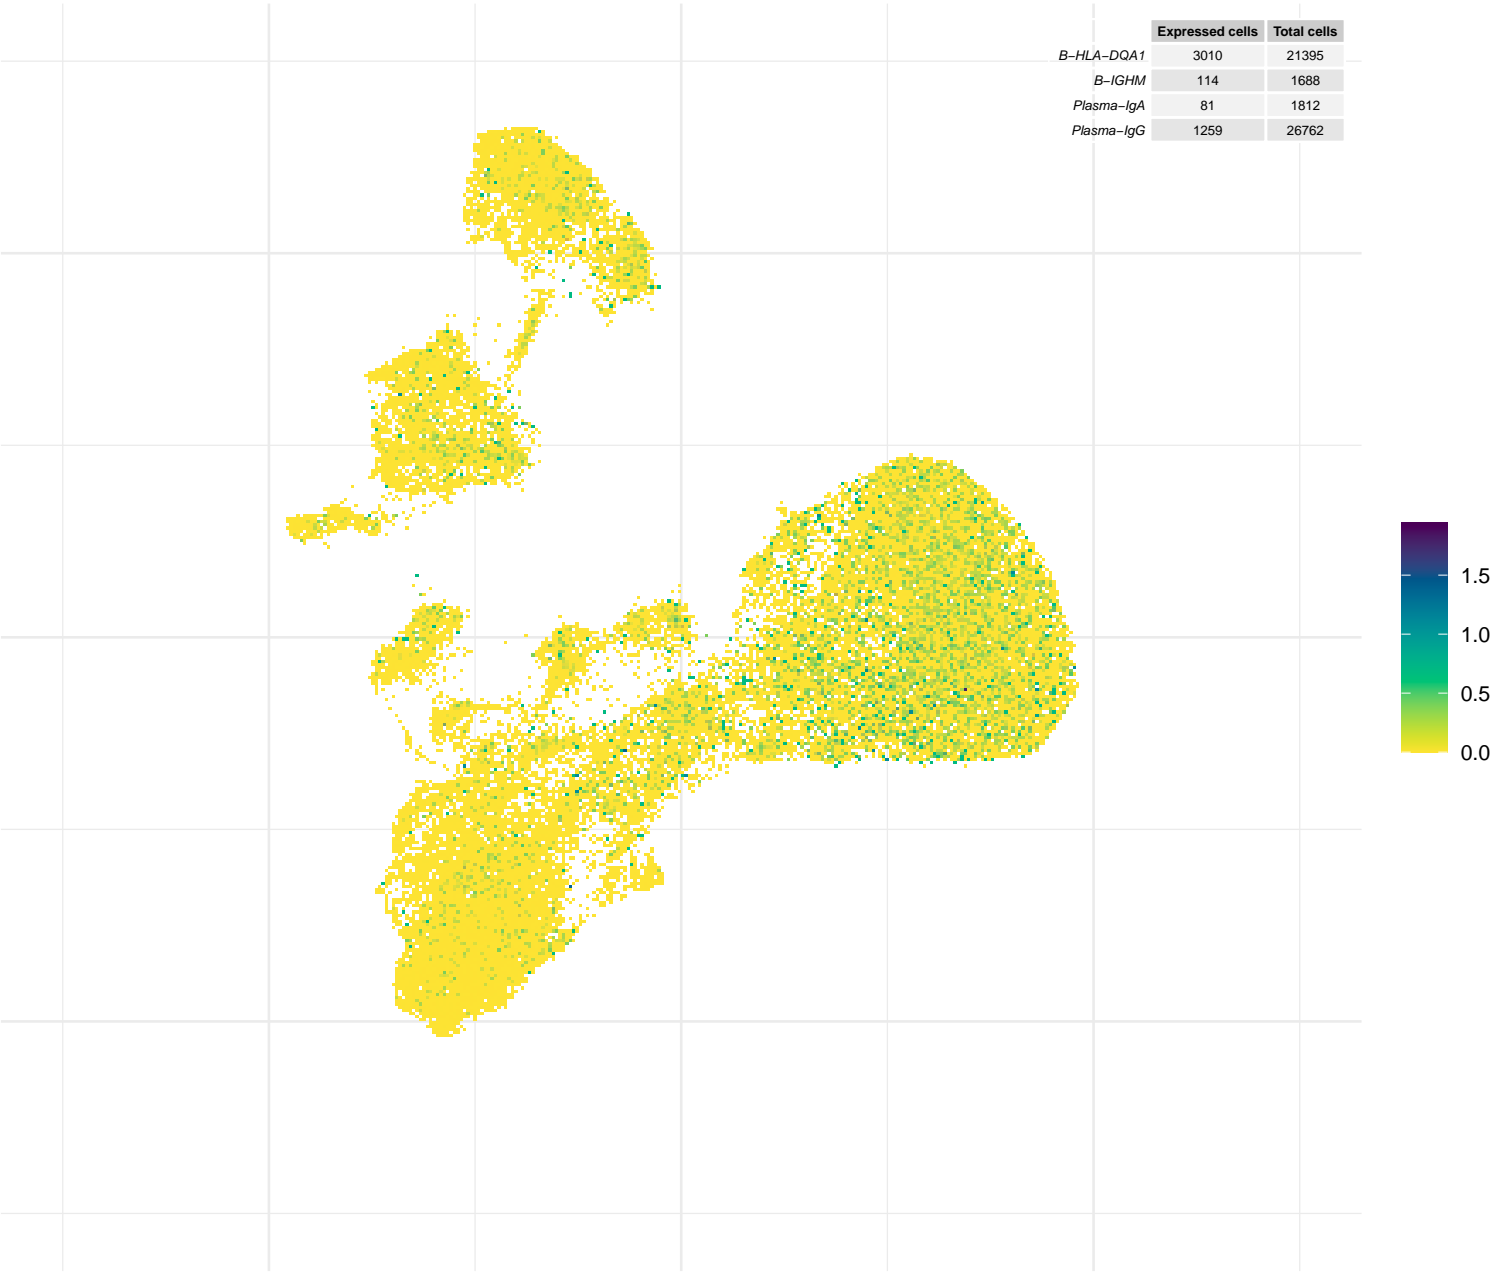 Expressed cells Total cells
B−HLA−DQA1 3010 21395
B−IGHM 114 1688
Plasma−IgA 81 1812
Plasma−IgG 1259 26762
1.5
1.0
0.5
0.0